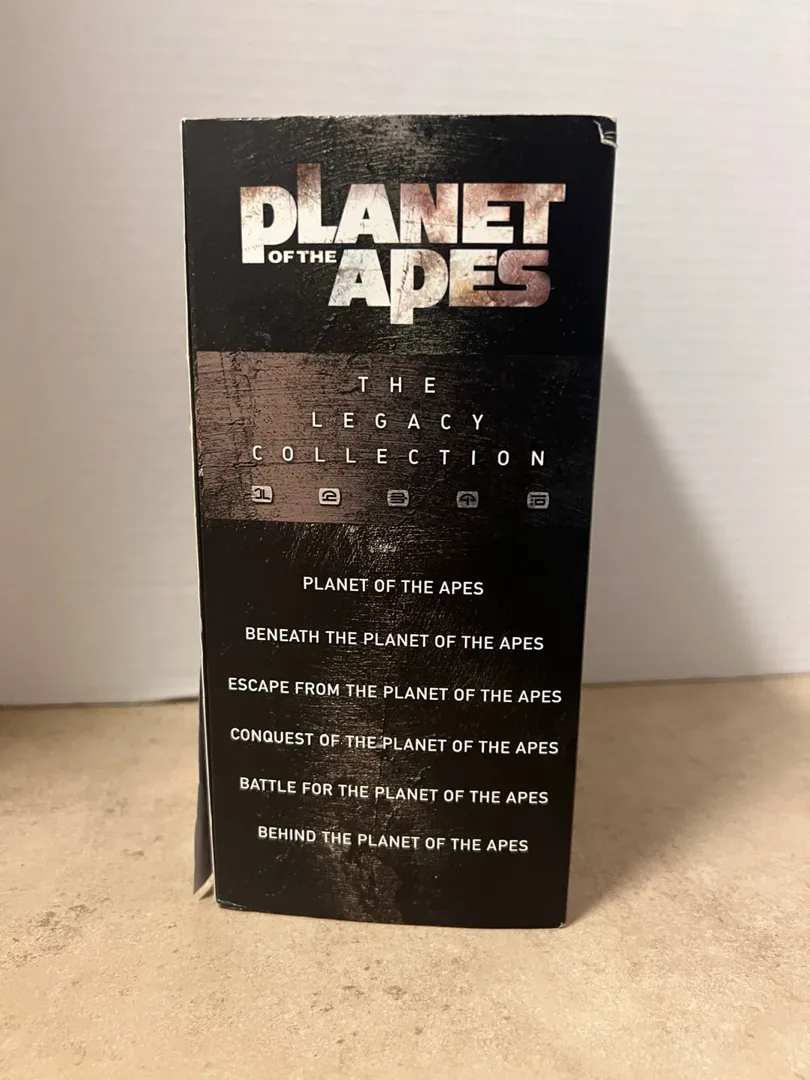 PLANET
OF THE
APES
THE
LEGACY
COLLECTION
1 2 3 4 5
PLANET OF THE APES
BENEATH THE PLANET OF THE APES
ESCAPE FROM THE PLANET OF THE APES
CONQUEST OF THE PLANET OF THE APES
BATTLE FOR THE PLANET OF THE APES
BEHIND THE PLANET OF THE APES